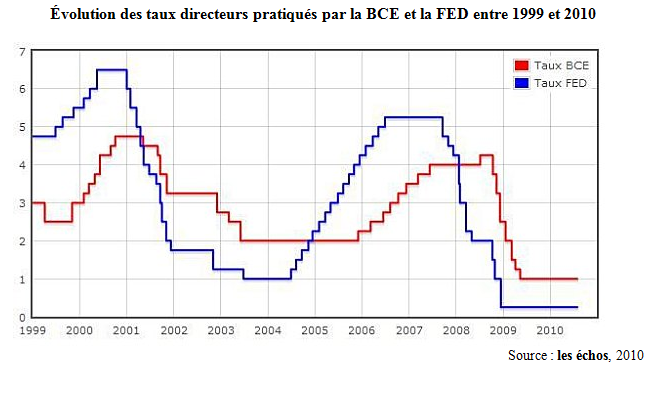 Évolution des taux directeurs pratiqués par la BCE et la FED entre 1999 et 2010
7
Taux BCE
Taux FED
6
5
4
3
2
1
0
1999 2000 2001 2002 2003 2004 2005 2006 2007 2008 2009 2010
Source : les échos, 2010